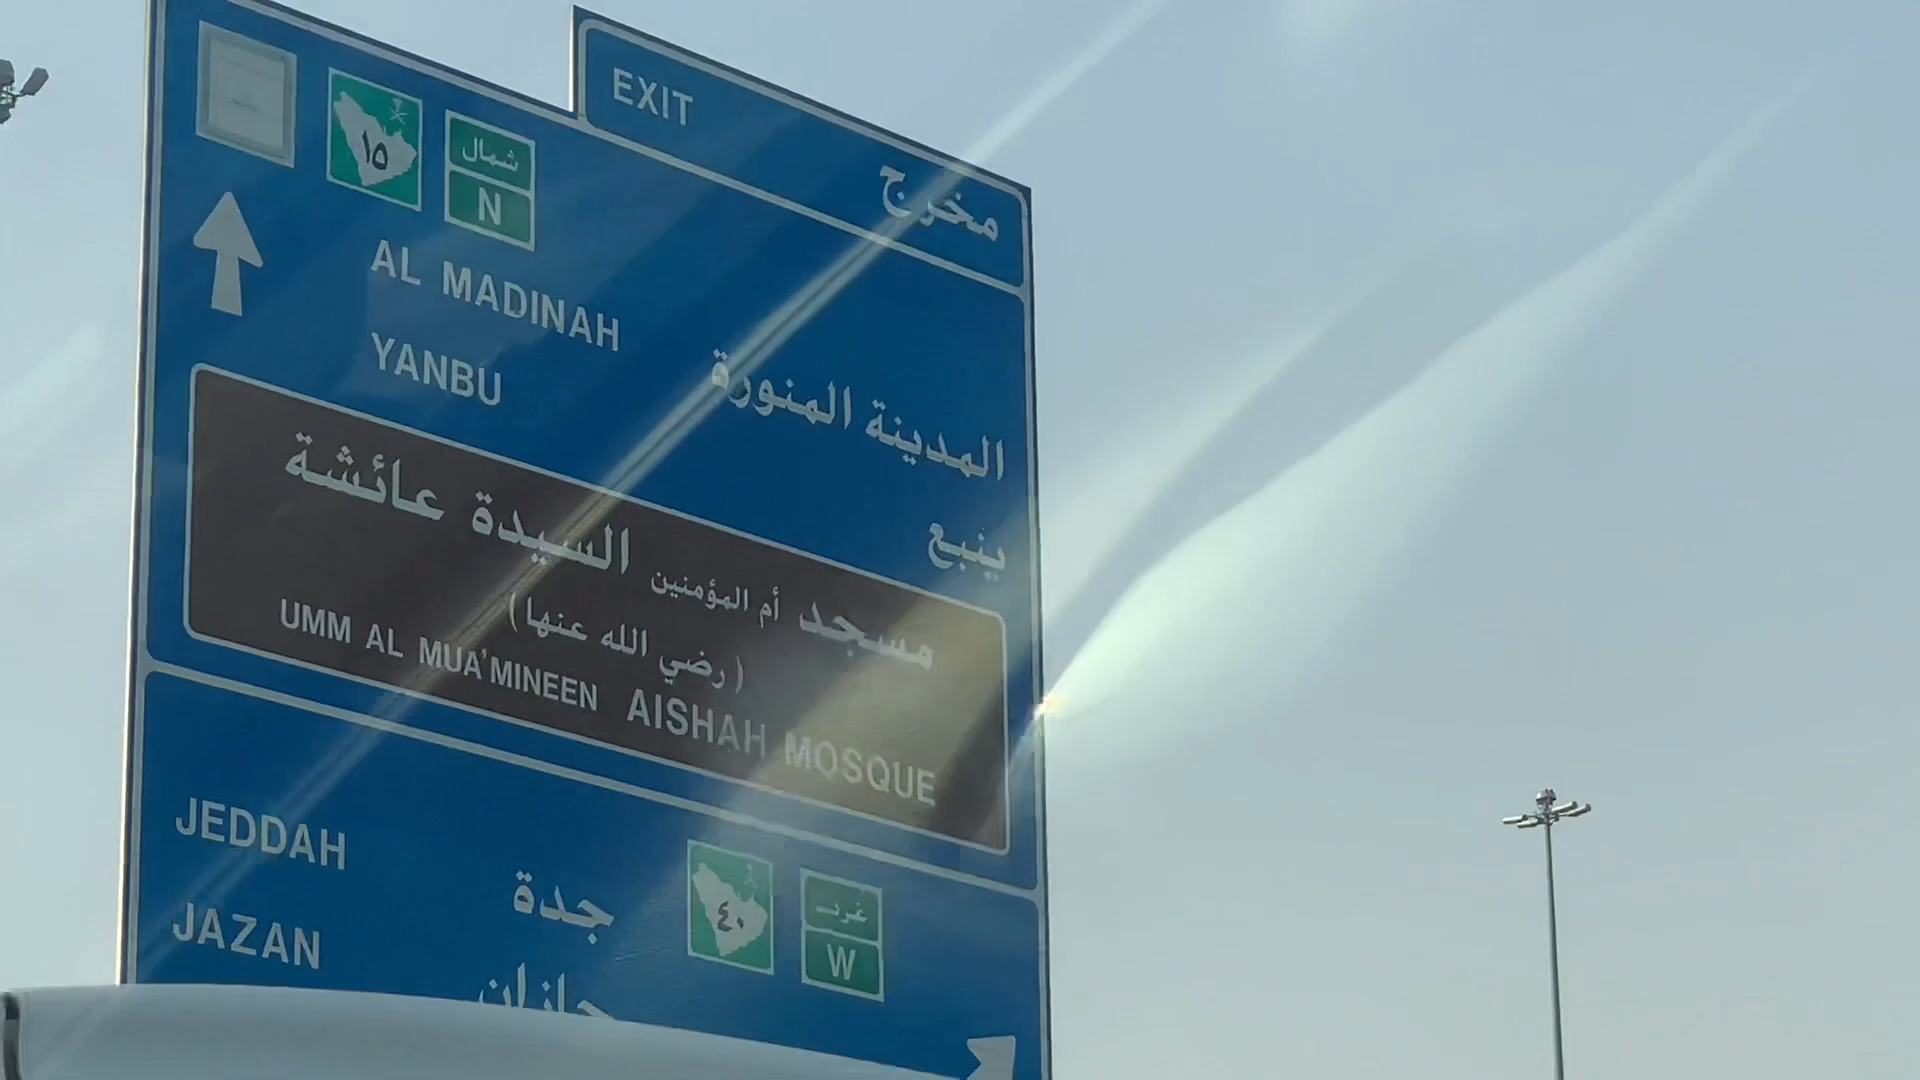 EXIT
مخرج
١٥
شمال
N
AL MADINAH
المدينة المنورة
YANBU
ينبع
مسجد أم المؤمنين السيدة عائشة
(رضي الله عنها)
UMM AL MUA'MINEEN AISHAH MOSQUE
JEDDAH
جدة
٤٠
غرب
W
JAZAN
جازان